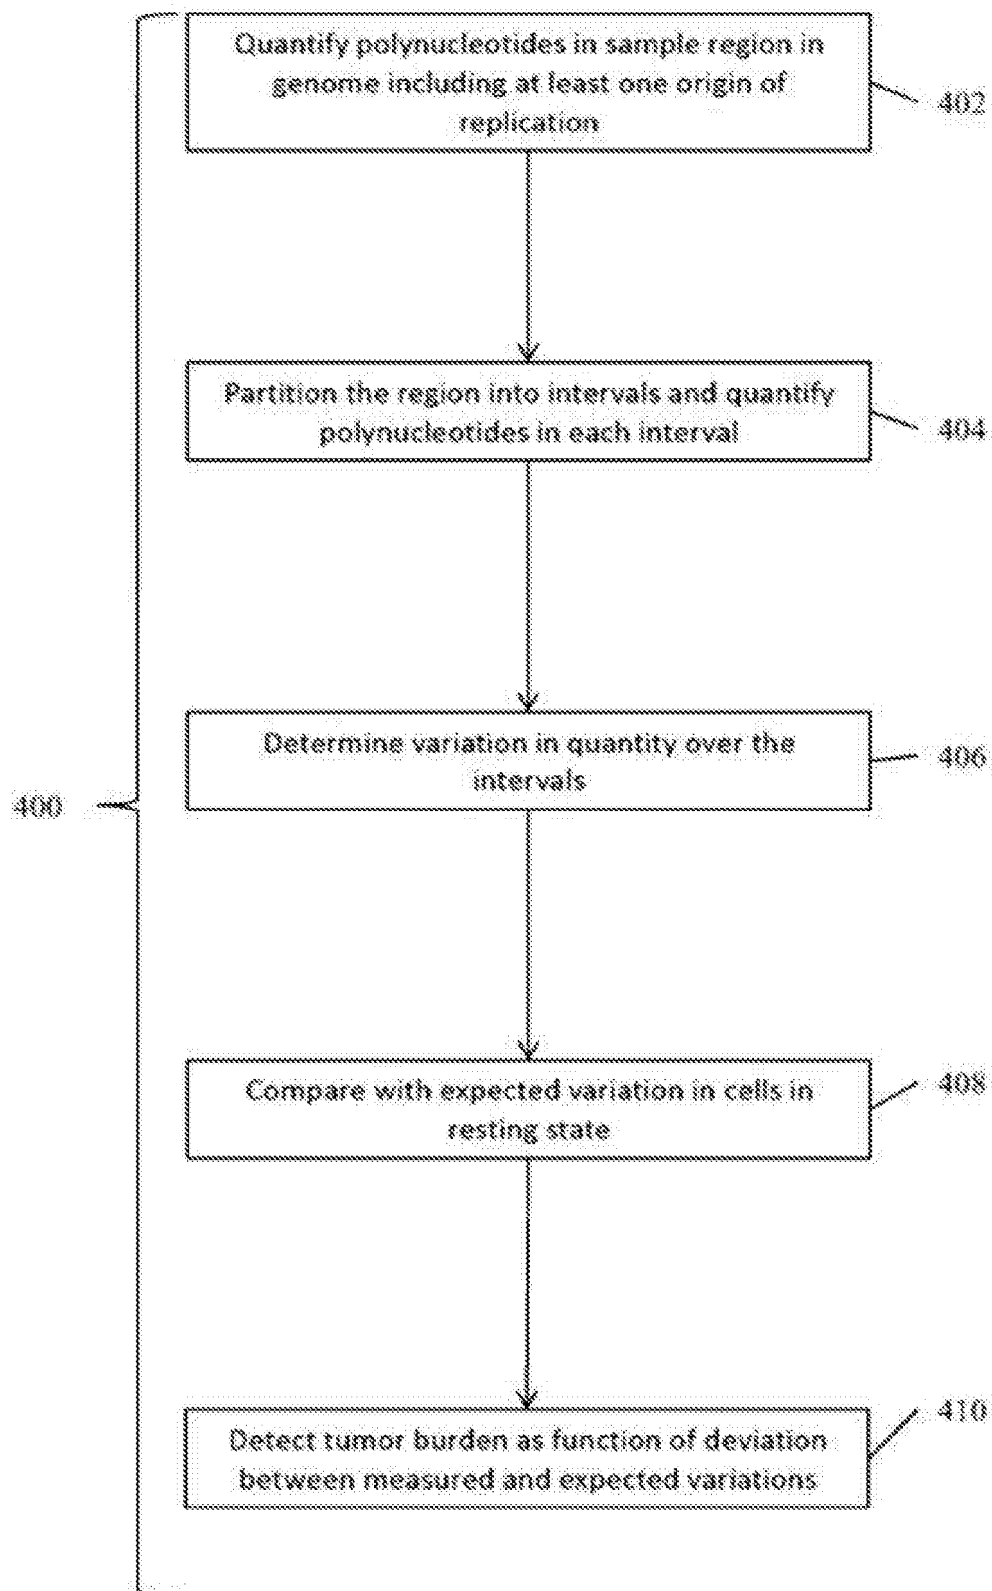 Quantify polynucleotides in sample region in
genome including at least one origin of
replication
402
Partition the region into intervals and quantify
polynucleotides in each interval
404
Determine variation in quantity over the
intervals
406
400
Compare with expected variation in cells in
resting state
408
Detect tumor burden as function of deviation
between measured and expected variations
410